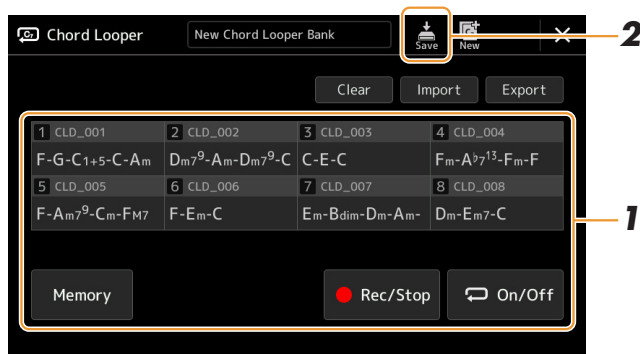 Cr Chord Looper New Chord Looper Bank Save New × 2
Clear Import Export
1 CLD_001 2 CLD_002 3 CLD_003 4 CLD_004
F-G-C1+5-C-Am Dm7⁹-Am-Dm7⁹-C C-E-C Fm-A♭7¹³-Fm-F
5 CLD_005 6 CLD_006 7 CLD_007 8 CLD_008
F-Am7⁹-Cm-FM7 F-Em-C Em-Bdim-Dm-Am- Dm-Em7-C
1
Memory Rec/Stop On/Off